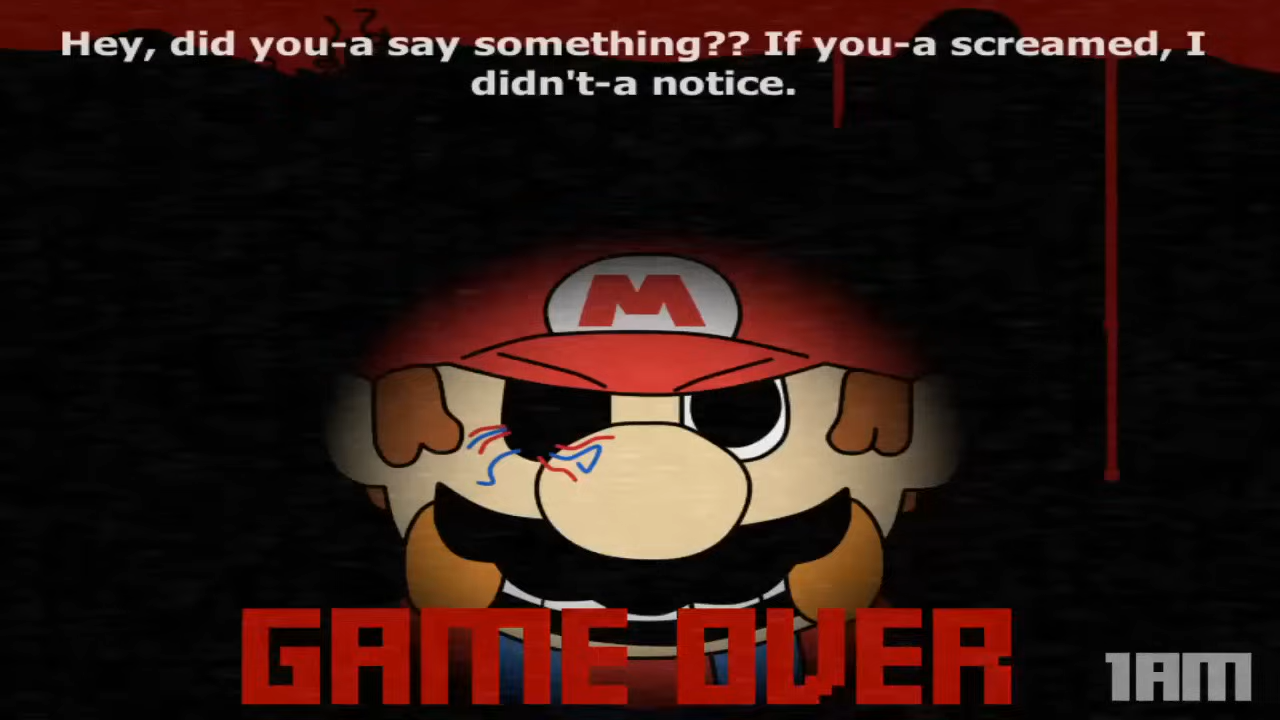 Hey, did you-a say something?? If you-a screamed, I
didn't-a notice.
M
GAME OVER
1AM